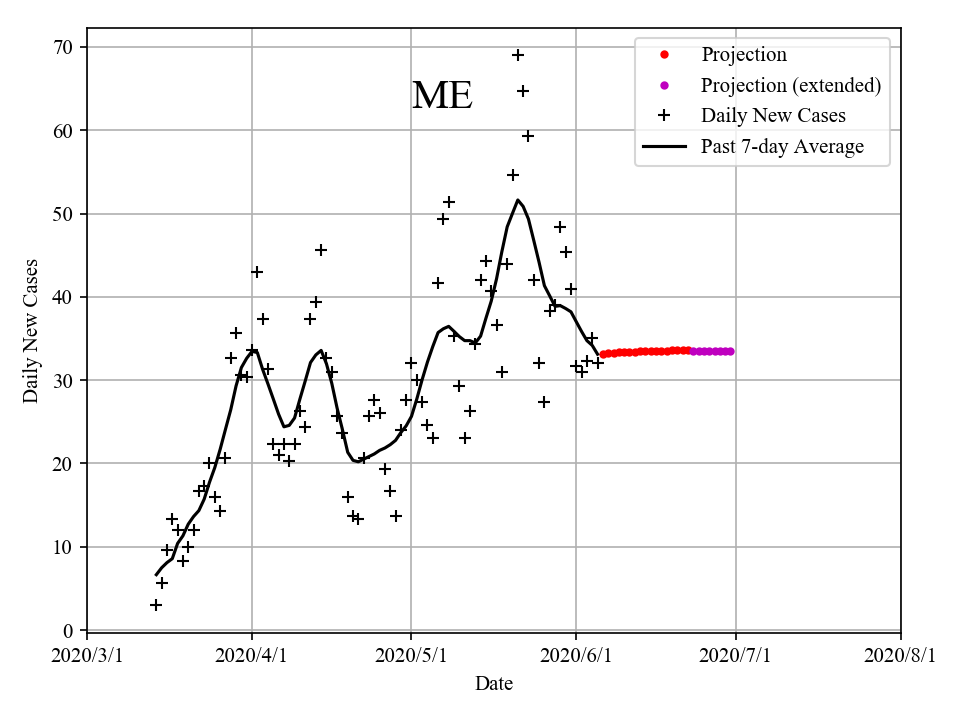 70
60
50
40
30
20
10
0
Daily New Cases
ME
Projection
Projection (extended)
Daily New Cases
Past 7-day Average
2020/3/1 2020/4/1 2020/5/1 2020/6/1 2020/7/1 2020/8/1
Date